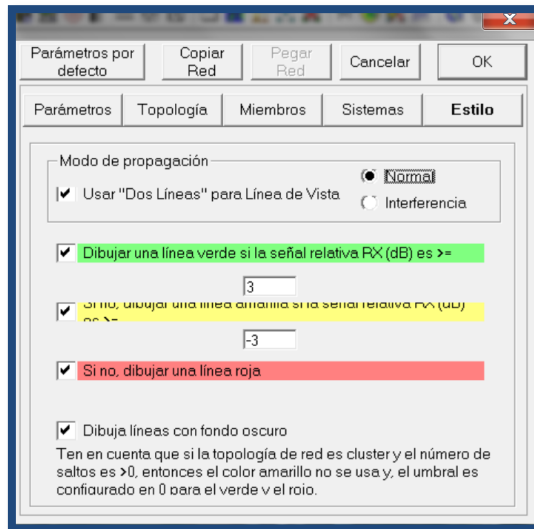 Parámetros por defecto
Copiar Red
Pegar Red
Cancelar
OK
Parámetros
Topología
Miembros
Sistemas
Estilo
Modo de propagación
Usar "Dos Líneas" para Línea de Vista
Normal
Interferencia
Dibujar una línea verde si la señal relativa RX (dB) es >=
3
Si no, dibujar una línea amarilla si la señal relativa RX (dB)
es >=
-3
Si no, dibujar una línea roja
Dibuja líneas con fondo oscuro
Ten en cuenta que si la topología de red es cluster y el número de
saltos es >0, entonces el color amarillo no se usa y, el umbral es
configurado en 0 para el verde y el rojo.